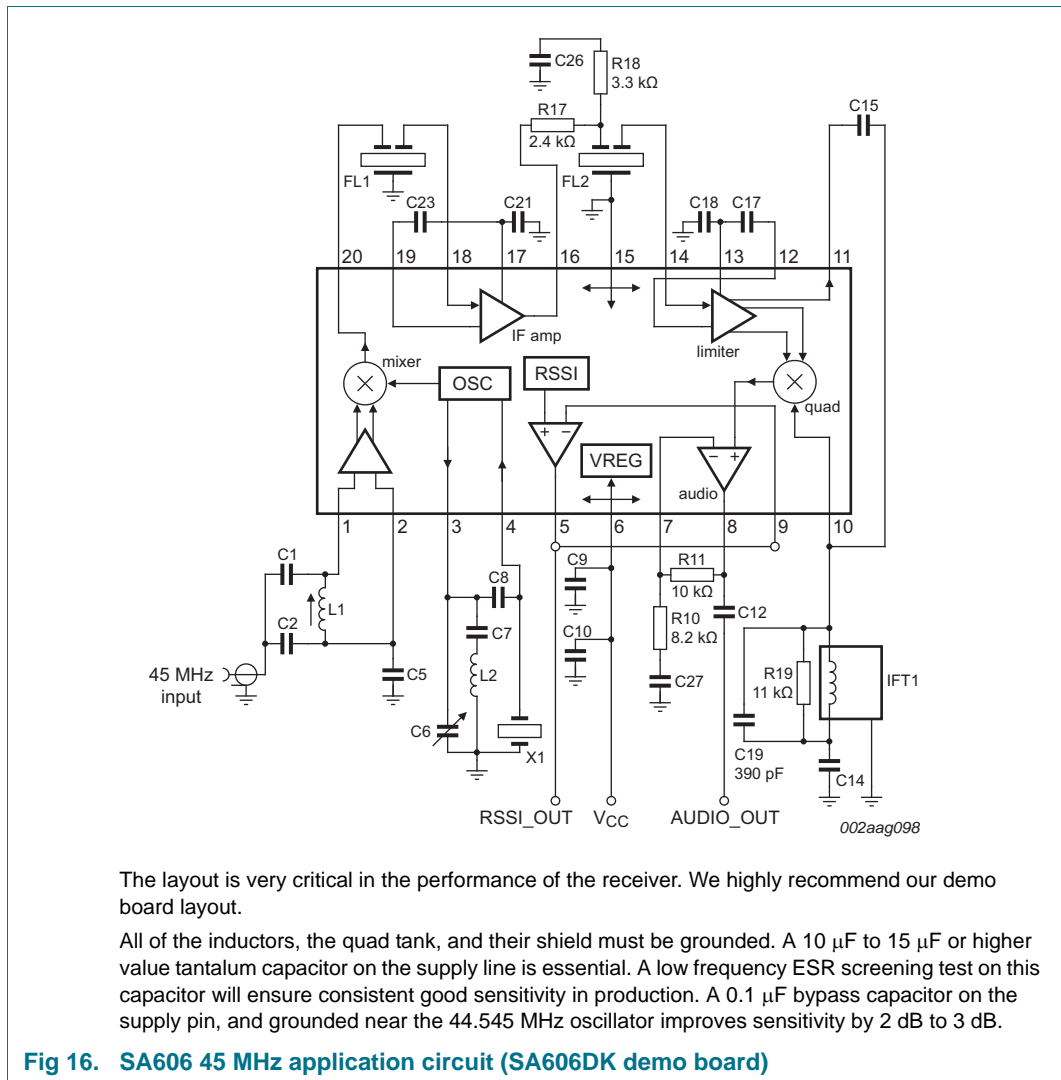 C26
R18
3.3 kΩ
C15
R17
2.4 kΩ
FL1
FL2
C23
C21
C18
C17
20
19
18
17
16
15
14
13
12
11
IF amp
limiter
mixer
OSC
RSSI
quad
+
−
VREG
−
+
audio
1
2
3
4
5
6
7
8
9
10
C1
L1
C2
45 MHz
input
C5
C8
C7
L2
C6
X1
C9
C10
R11
10 kΩ
R10
8.2 kΩ
C12
C27
R19
11 kΩ
IFT1
C19
390 pF
C14
RSSI_OUT
VCC
AUDIO_OUT
002aag098
The layout is very critical in the performance of the receiver. We highly recommend our demo
board layout.
All of the inductors, the quad tank, and their shield must be grounded. A 10 μF to 15 μF or higher
value tantalum capacitor on the supply line is essential. A low frequency ESR screening test on this
capacitor will ensure consistent good sensitivity in production. A 0.1 μF bypass capacitor on the
supply pin, and grounded near the 44.545 MHz oscillator improves sensitivity by 2 dB to 3 dB.
Fig 16. SA606 45 MHz application circuit (SA606DK demo board)